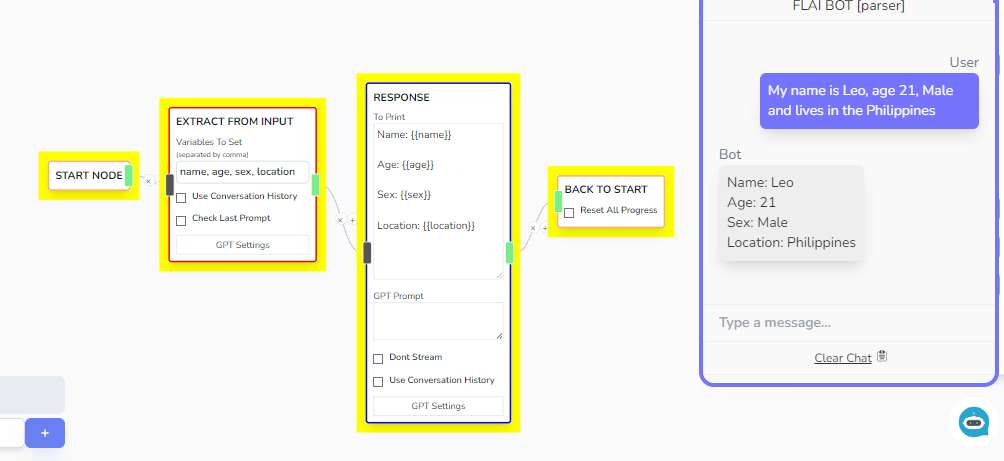 START NODE
EXTRACT FROM INPUT
Variables To Set
(separated by comma)
name, age, sex, location
Use Conversation History
Check Last Prompt
GPT Settings
RESPONSE
To Print
Name: {{name}}
Age: {{age}}
Sex: {{sex}}
Location: {{location}}
GPT Prompt
Dont Stream
Use Conversation History
GPT Settings
BACK TO START
Reset All Progress
+
FLAI BOT [parser]
User
My name is Leo, age 21, Male
and lives in the Philippines
Bot
Name: Leo
Age: 21
Sex: Male
Location: Philippines
Type a message...
Clear Chat